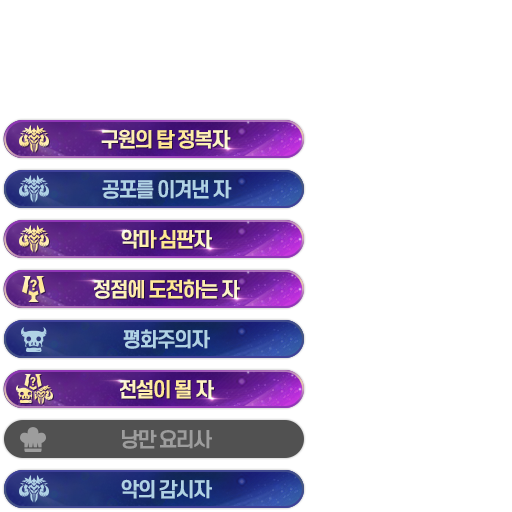 구원의 탑 정복자
공포를 이겨낸 자
악마 심판자
정점에 도전하는 자
평화주의자
전설이 될 자
낭만 요리사
악의 감시자